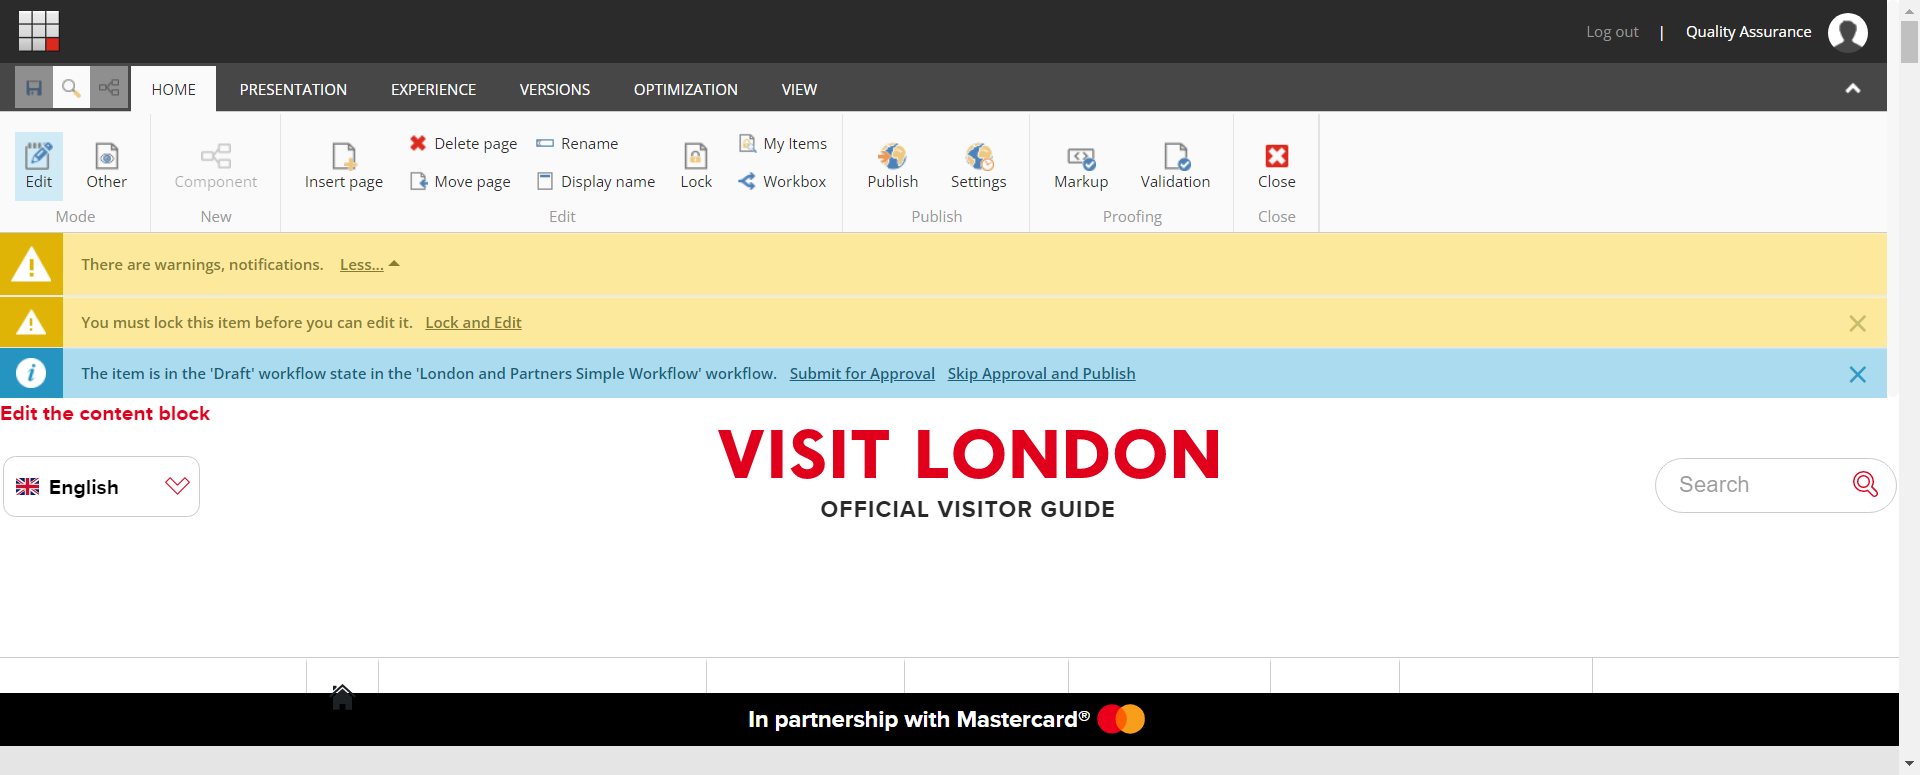 Log out | Quality Assurance
HOME PRESENTATION EXPERIENCE VERSIONS OPTIMIZATION VIEW
Delete page Rename My Items
Edit Other Component Insert page Move page Display name Lock Workbox Publish Settings Markup Validation Close
Mode New Edit Publish Proofing Close
There are warnings, notifications. Less...
You must lock this item before you can edit it. Lock and Edit
The item is in the 'Draft' workflow state in the 'London and Partners Simple Workflow' workflow. Submit for Approval Skip Approval and Publish
Edit the content block
VISIT LONDON
English Search
OFFICIAL VISITOR GUIDE
In partnership with Mastercard®